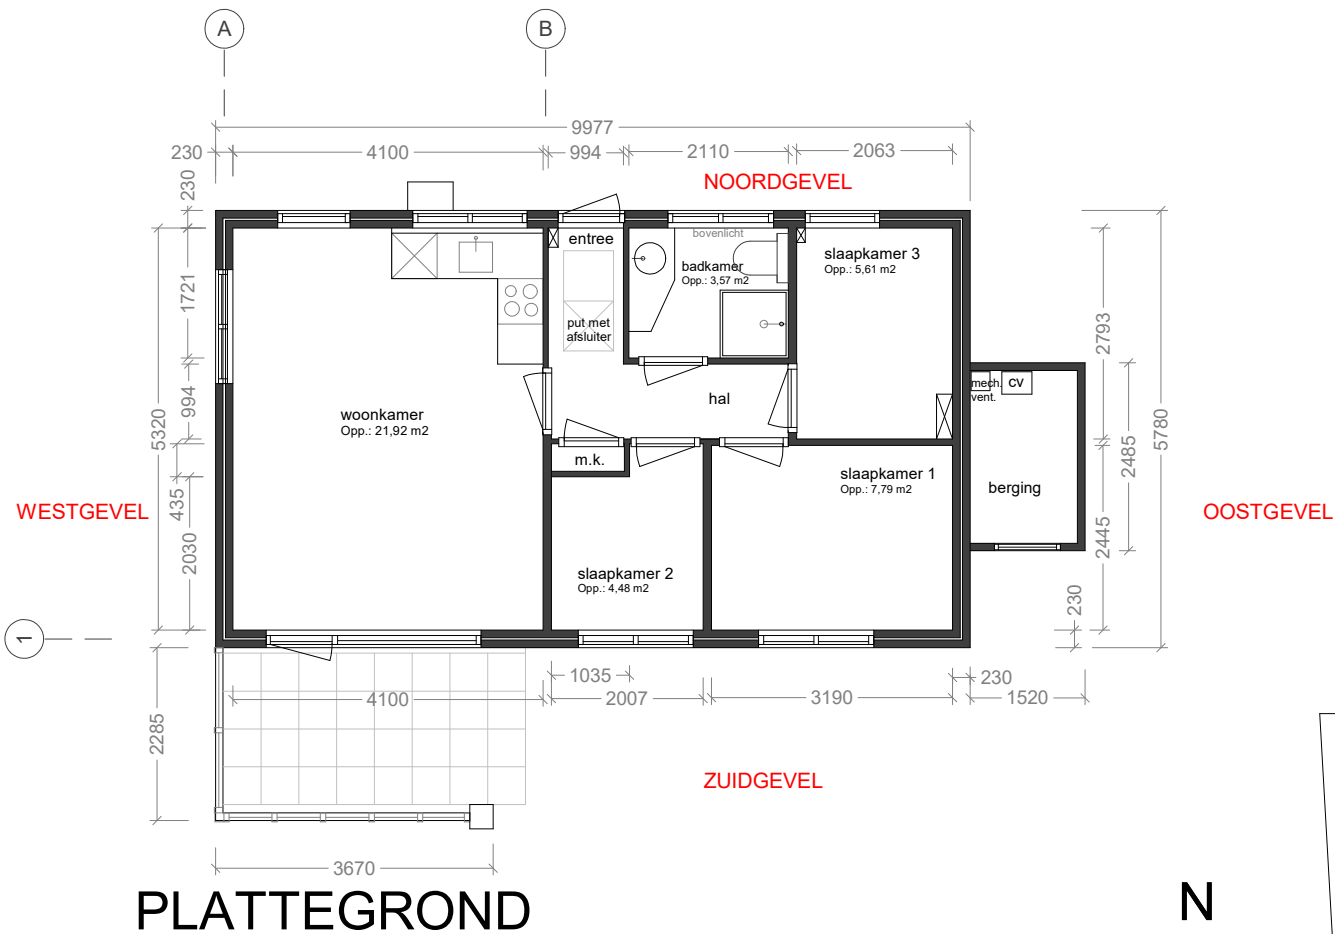 A
B
9977
230
4100
994
2110
2063
NOORDGEVEL
230
5320
1721
994
435
2030
entree
put met
afsluiter
bovenlicht
badkamer
Opp.: 3,57 m2
slaapkamer 3
Opp.: 5,61 m2
woonkamer
Opp.: 21,92 m2
hal
m.k.
slaapkamer 2
Opp.: 4,48 m2
slaapkamer 1
Opp.: 7,79 m2
mech.
vent.
CV
berging
2793
2445
2485
5780
230
WESTGEVEL
OOSTGEVEL
1
1035
2007
4100
3190
230
1520
2285
ZUIDGEVEL
3670
PLATTEGROND
N